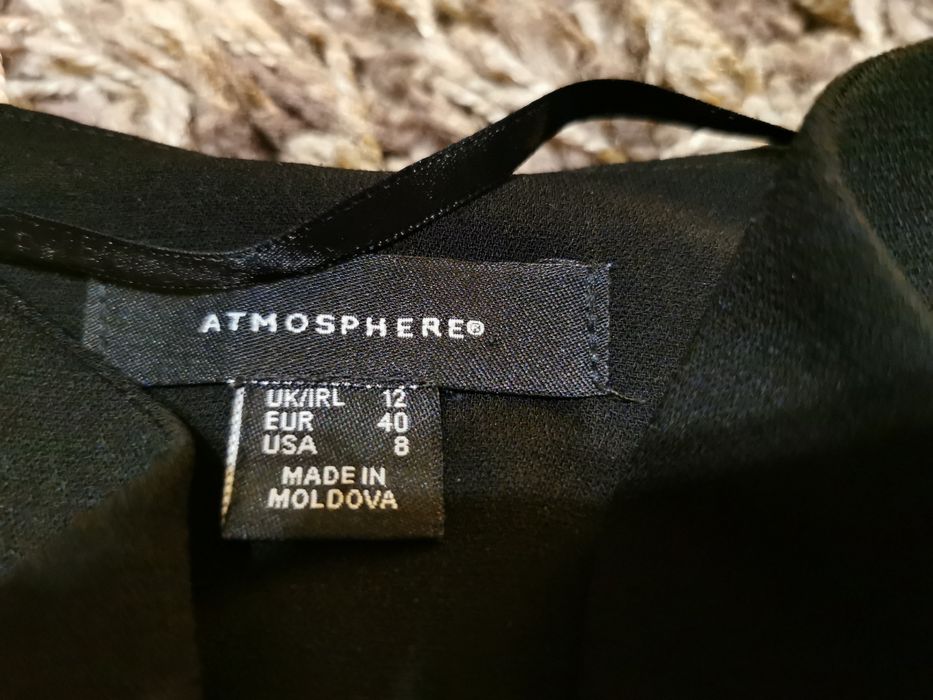 ATMOSPHERE®
UK/IRL 12
EUR 40
USA 8
MADE IN
MOLDOVA